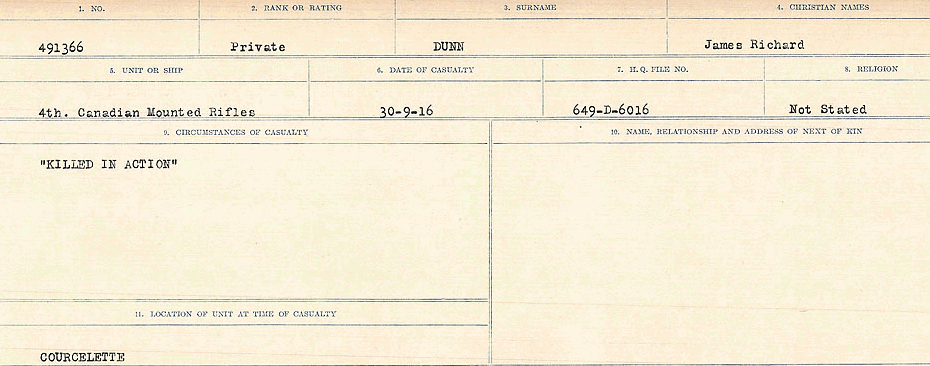 1. NO. 2. RANK OR RATING 3. SURNAME 4. CHRISTIAN NAMES
491366 Private DUNN James Richard
5. UNIT OR SHIP 6. DATE OF CASUALTY 7. H.Q. FILE NO. 8. RELIGION
4th. Canadian Mounted Rifles 30-9-16 649-D-6016 Not Stated
9. CIRCUMSTANCES OF CASUALTY 10. NAME, RELATIONSHIP AND ADDRESS OF NEXT OF KIN
"KILLED IN ACTION"
11. LOCATION OF UNIT AT TIME OF CASUALTY
COURCELETTE